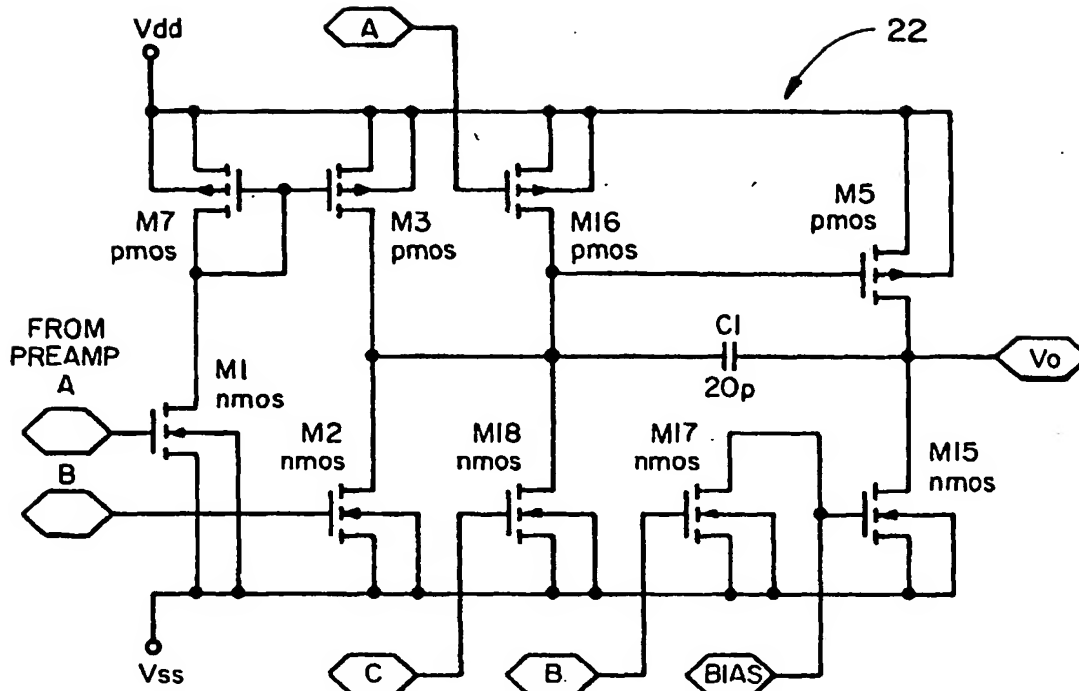 Vdd
A
22
M7
pmos
M3
pmos
M16
pmos
M5
pmos
FROM
PREAMP
A
M1
nmos
C1
20p
Vo
B
M2
nmos
M18
nmos
M17
nmos
M15
nmos
Vss
C
B
BIAS